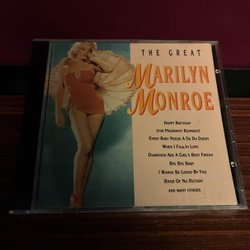 THE GREAT
MARILYN
MONROE
HAPPY BIRTHDAY
(FOR PRESIDENT KENNEDY)
EVERY BABY NEEDS A DA DA DADDY
WHEN I FALL IN LOVE
DIAMONDS ARE A GIRL'S BEST FRIEND
BYE BYE BABY
I WANNA BE LOVED BY YOU
RIVER OF NO RETURN
AND MANY OTHERS